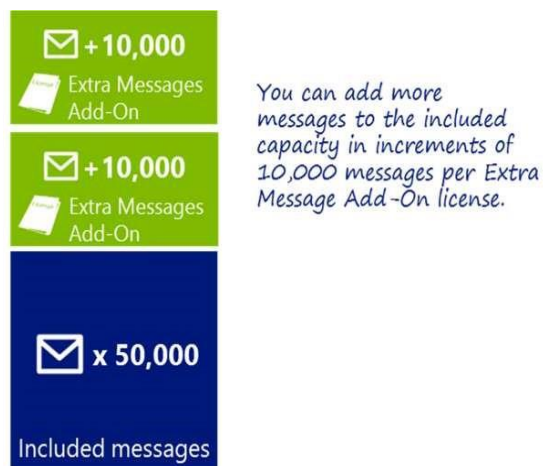 +10,000
Extra Messages
Add-On
+10,000
Extra Messages
Add-On
x 50,000
Included messages
You can add more
messages to the included
capacity in increments of
10,000 messages per Extra
Message Add-On license.